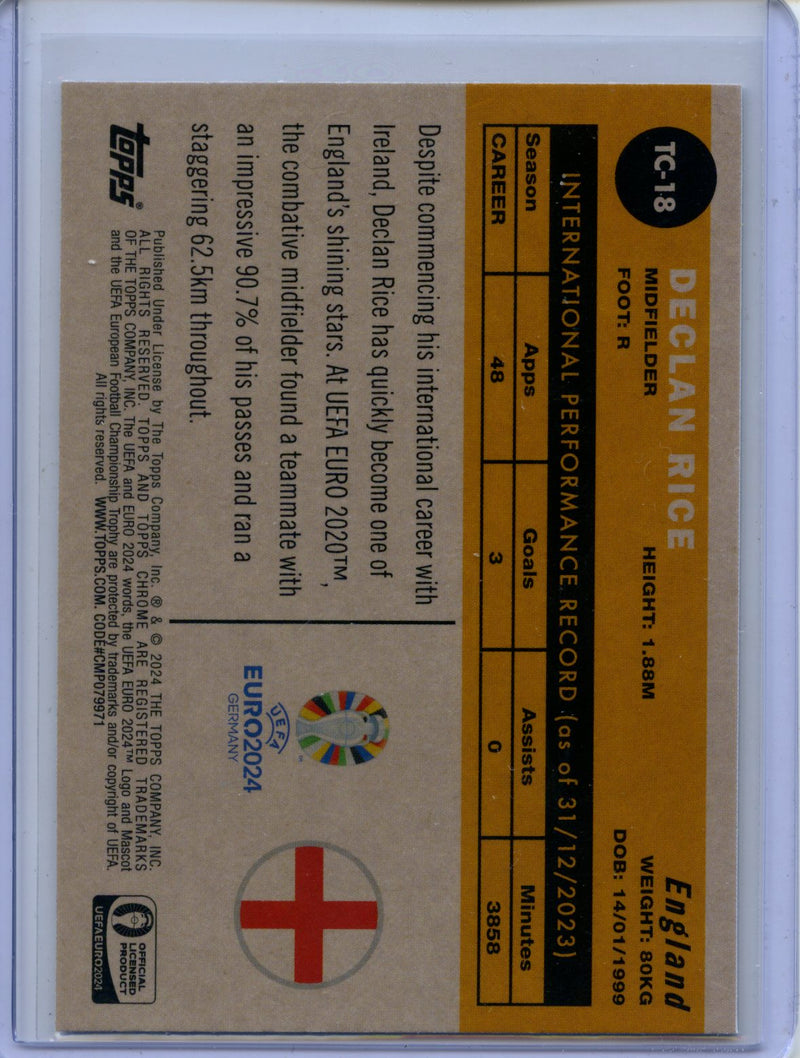 TC-18
DECLAN RICE
England
MIDFIELDER
HEIGHT: 1.88M
WEIGHT: 80KG
FOOT: R
DOB: 14/01/1999
INTERNATIONAL PERFORMANCE RECORD (as of 31/12/2023)
Season Apps Goals Assists Minutes
CAREER 48 3 0 3858
Despite commencing his international career with
Ireland, Declan Rice has quickly become one of
England's shining stars. At UEFA EURO 2020™,
the combative midfielder found a teammate with
an impressive 90.7% of his passes and ran a
staggering 62.5km throughout.
UEFA
EURO2024
GERMANY
topps®
Published Under License by The Topps Company, Inc. ® & © 2024 THE TOPPS COMPANY, INC.
ALL RIGHTS RESERVED. TOPPS AND TOPPS CHROME ARE REGISTERED TRADEMARKS
OF THE TOPPS COMPANY, INC. The UEFA and EURO 2024 words, the UEFA EURO 2024™ Logo and Mascot
and the UEFA European Football Championship Trophy are protected by trademarks and/or copyright of UEFA.
All rights reserved. WWW.TOPPS.COM. CODE#CMP079971
OFFICIAL
LICENSED
PRODUCT
UEFAEURO2024